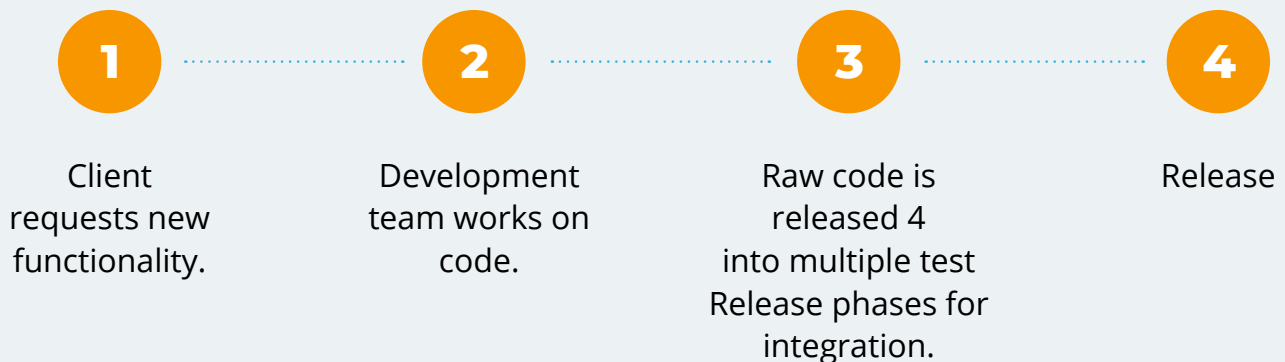 1
2
3
4
Client
requests new
functionality.
Development
team works on
code.
Raw code is
released 4
into multiple test
Release phases for
integration.
Release